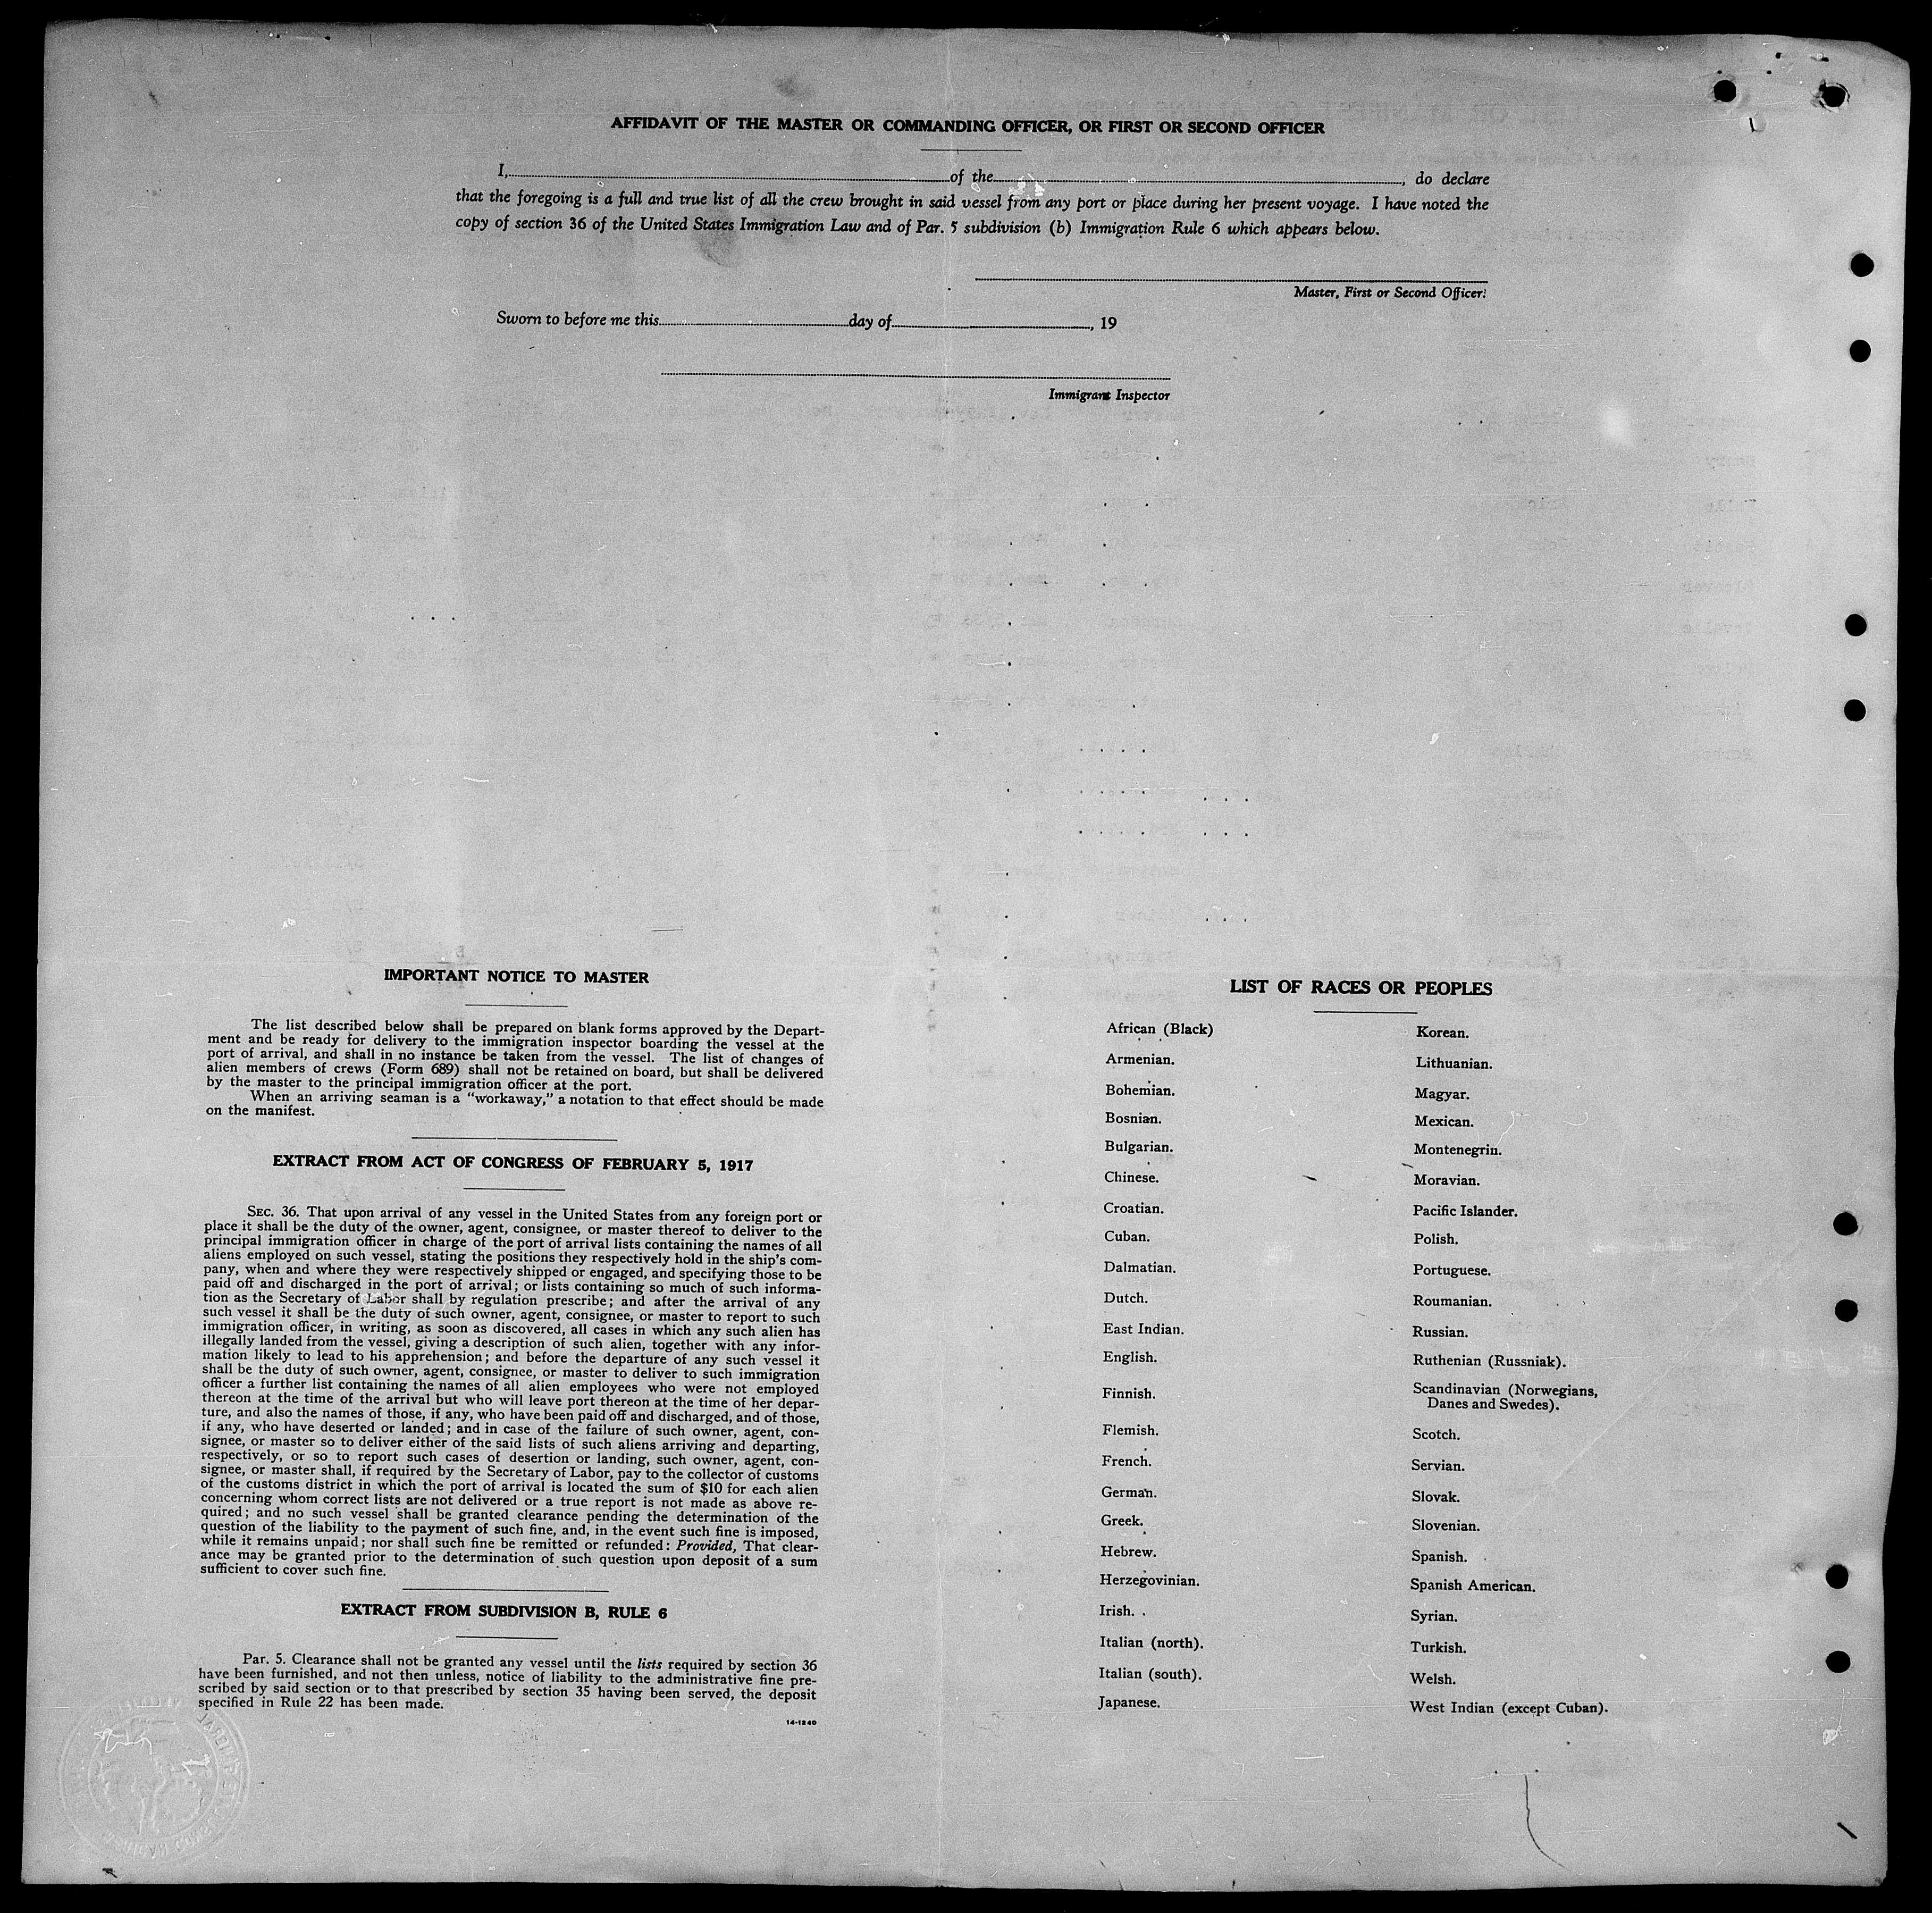 AFFIDAVIT OF THE MASTER OR COMMANDING OFFICER, OR FIRST OR SECOND OFFICER
I, of the , do declare
that the foregoing is a full and true list of all the crew brought in said vessel from any port or place during her present voyage. I have noted the
copy of section 36 of the United States Immigration Law and of Par. 5 subdivision (b) Immigration Rule 6 which appears below.
Master, First or Second Officer.
Sworn to before me this day of , 19
Immigrant Inspector
IMPORTANT NOTICE TO MASTER
The list described below shall be prepared on blank forms approved by the Depart-
ment and be ready for delivery to the immigration inspector boarding the vessel at the
port of arrival, and shall in no instance be taken from the vessel. The list of changes of
alien members of crews (Form 689) shall not be retained on board, but shall be delivered
by the master to the principal immigration officer at the port.
When an arriving seaman is a "workaway," a notation to that effect should be made
on the manifest.
EXTRACT FROM ACT OF CONGRESS OF FEBRUARY 5, 1917
SEC. 36. That upon arrival of any vessel in the United States from any foreign port or
place it shall be the duty of the owner, agent, consignee, or master thereof to deliver to the
principal immigration officer in charge of the port of arrival lists containing the names of all
aliens employed on such vessel, stating the positions they respectively hold in the ship's com-
pany, when and where they were respectively shipped or engaged, and specifying those to be
paid off and discharged in the port of arrival; or lists containing so much of such informa-
tion as the Secretary of Labor shall by regulation prescribe; and after the arrival of any
such vessel it shall be the duty of such owner, agent, consignee, or master to report to such
immigration officer, in writing, as soon as discovered, all cases in which any such alien has
illegally landed from the vessel, giving a description of such alien, together with any infor-
mation likely to lead to his apprehension; and before the departure of any such vessel it
shall be the duty of such owner, agent, consignee, or master to deliver to such immigration
officer a further list containing the names of all alien employees who were not employed
thereon at the time of the arrival but who will leave port thereon at the time of her depar-
ture, and also the names of those, if any, who have been paid off and discharged, and of those,
if any, who have deserted or landed; and in case of the failure of such owner, agent, con-
signee, or master so to deliver either of the said lists of such aliens arriving and departing,
respectively, or so to report such cases of desertion or landing, such owner, agent, con-
signee, or master shall, if required by the Secretary of Labor, pay to the collector of customs
of the customs district in which the port of arrival is located the sum of $10 for each alien
concerning whom correct lists are not delivered or a true report is not made as above re-
quired; and no such vessel shall be granted clearance pending the determination of the
question of the liability to the payment of such fine, and, in the event such fine is imposed,
while it remains unpaid; nor shall such fine be remitted or refunded: Provided, That clear-
ance may be granted prior to the determination of such question upon deposit of a sum
sufficient to cover such fine.
EXTRACT FROM SUBDIVISION B, RULE 6
Par. 5. Clearance shall not be granted any vessel until the lists required by section 36
have been furnished, and not then unless, notice of liability to the administrative fine pre-
scribed by said section or to that prescribed by section 35 having been served, the deposit
specified in Rule 22 has been made.
14-1240
LIST OF RACES OR PEOPLES
African (Black)
Armenian.
Bohemian.
Bosnian.
Bulgarian.
Chinese.
Croatian.
Cuban.
Dalmatian.
Dutch.
East Indian.
English.
Finnish.
Flemish.
French.
German.
Greek.
Hebrew.
Herzegovinian.
Irish.
Italian (north).
Italian (south).
Japanese.
Korean.
Lithuanian.
Magyar.
Mexican.
Montenegrin.
Moravian.
Pacific Islander.
Polish.
Portuguese.
Roumanian.
Russian.
Ruthenian (Russniak).
Scandinavian (Norwegians,
Danes and Swedes).
Scotch.
Servian.
Slovak.
Slovenian.
Spanish.
Spanish American.
Syrian.
Turkish.
Welsh.
West Indian (except Cuban).